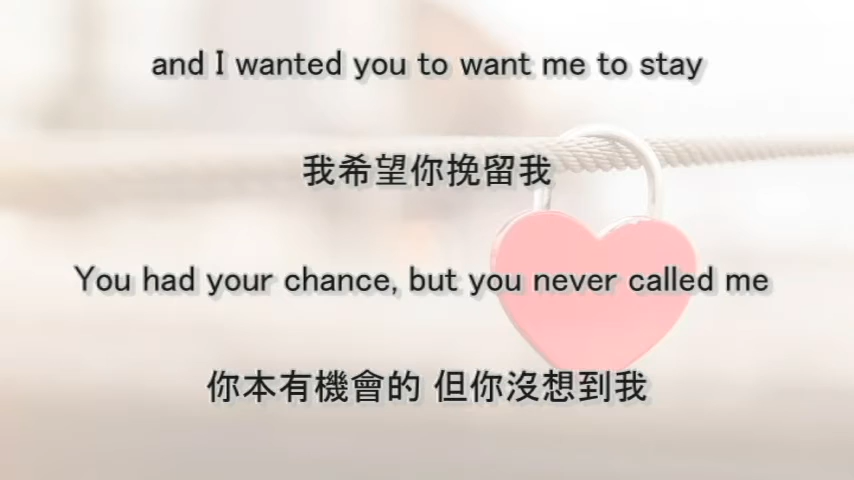 and I wanted you to want me to stay
我希望你挽留我
You had your chance, but you never called me
你本有機會的 但你沒想到我